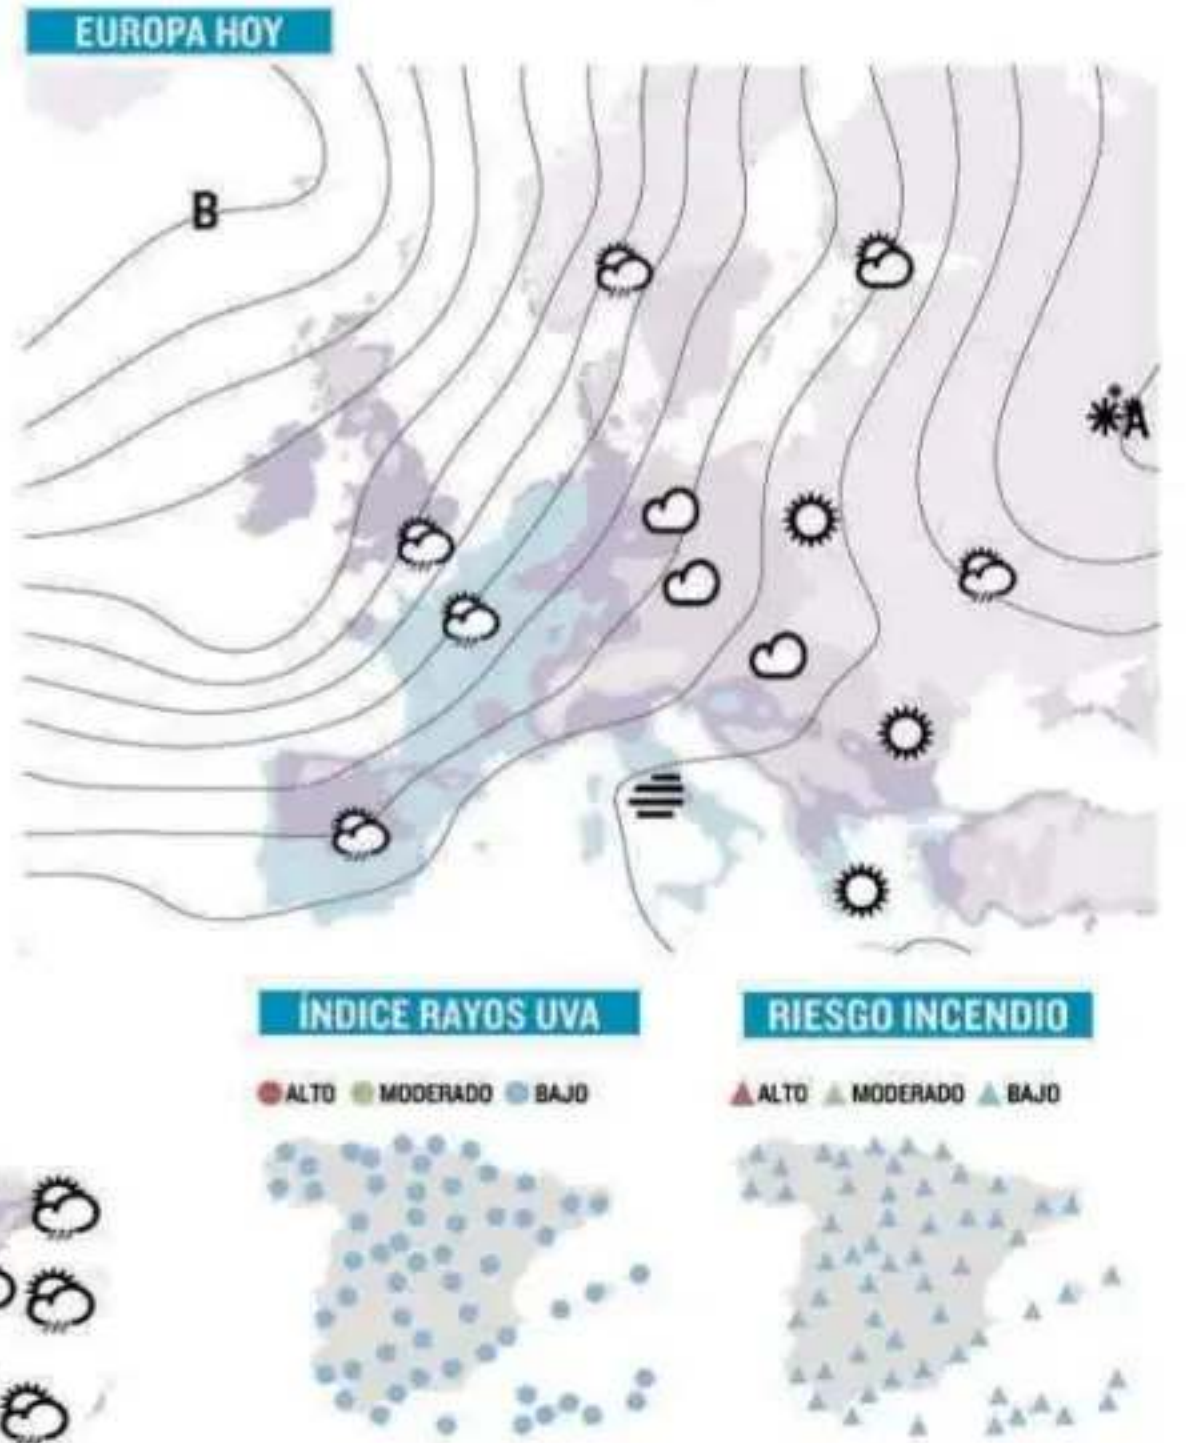 EUROPA HOY
B
A
ÍNDICE RAYOS UVA
ALTO MODERADO BAJO
RIESGO INCENDIO
ALTO MODERADO BAJO